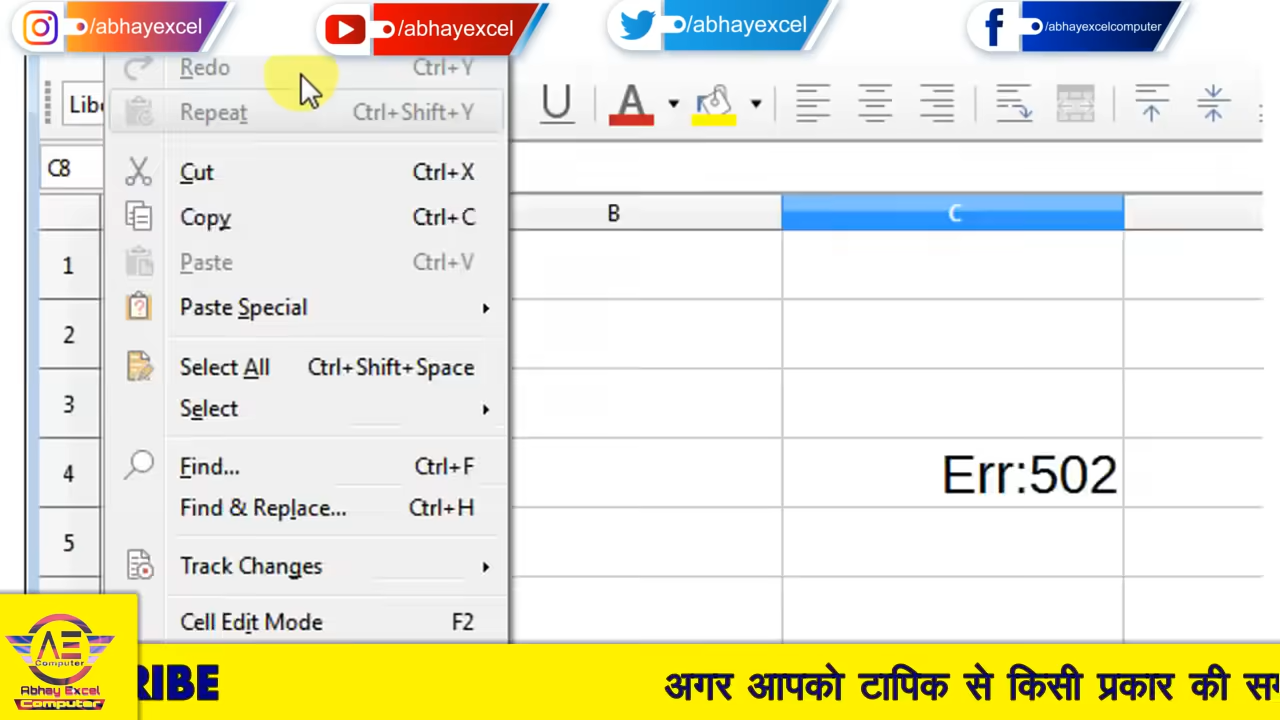 /abhayexcel
/abhayexcel
/abhayexcel
/abhayexcelcomputer
Redo Ctrl+Y
Repeat Ctrl+Shift+Y
Cut Ctrl+X
Copy Ctrl+C
Paste Ctrl+V
Paste Special
Select All Ctrl+Shift+Space
Select
Find... Ctrl+F
Find & Replace... Ctrl+H
Track Changes
Cell Edit Mode F2
A
C8
B C
1
2
3
4 Err:502
5
AE
Computer
Abhay Excel
Computer
अगर आपको टापिक से किसी प्रकार की